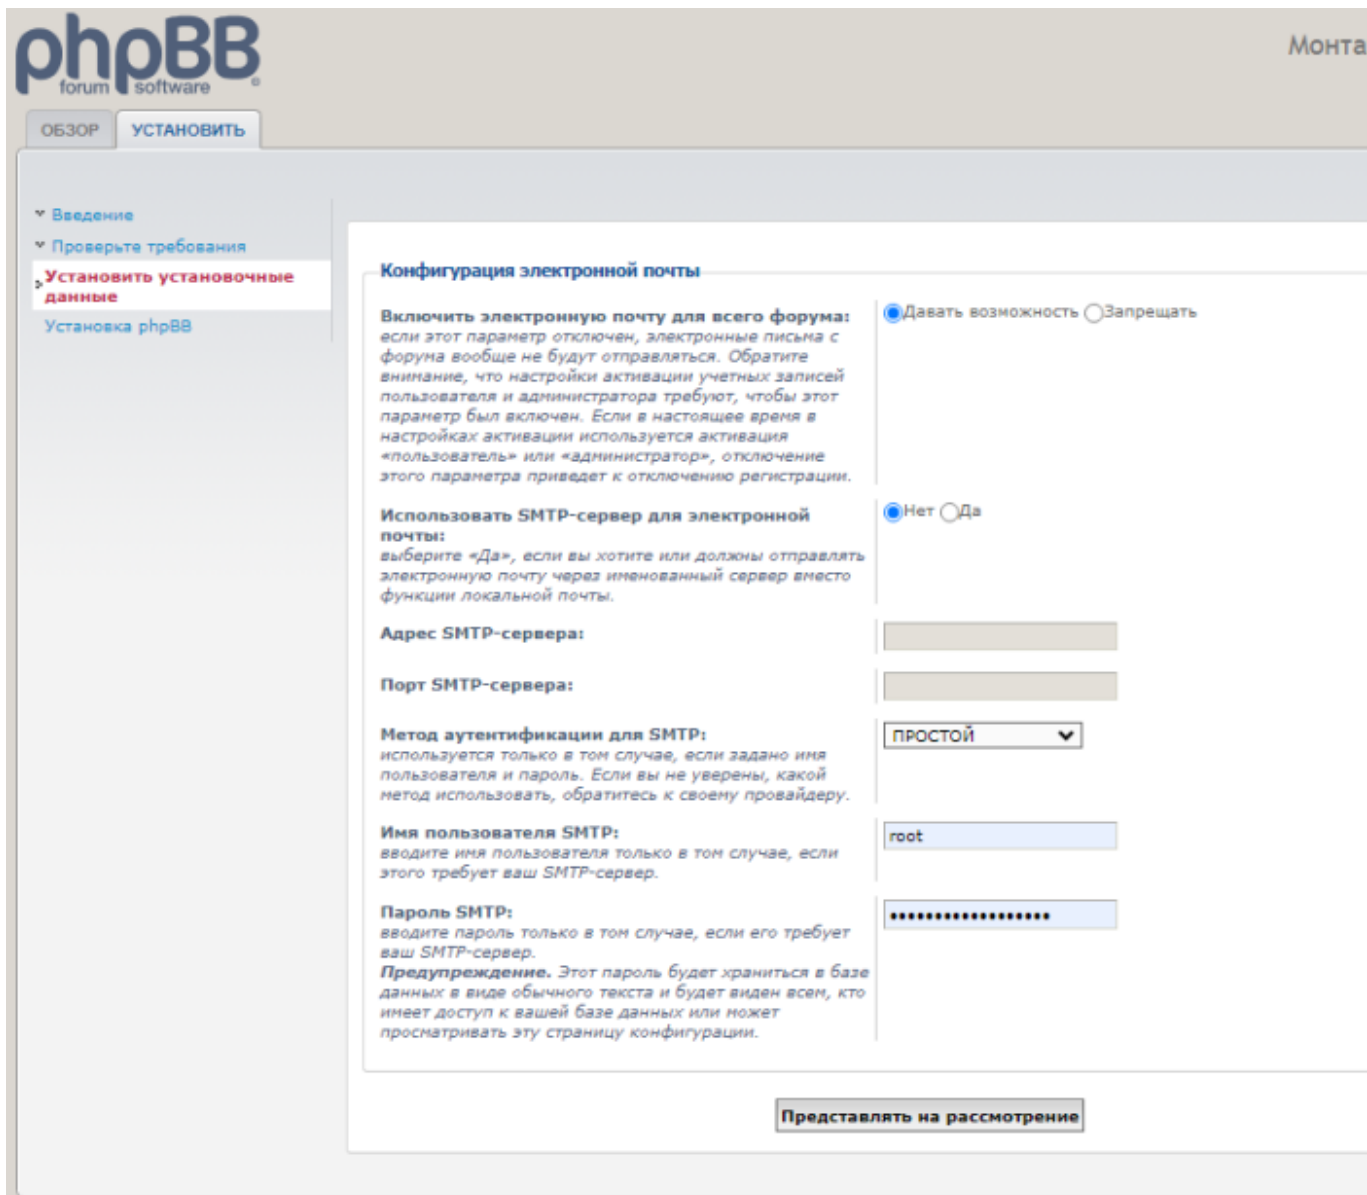 phpBB
forum software
Монта
ОБЗОР
УСТАНОВИТЬ
Введение
Проверьте требования
Установить установочные
данные
Установка phpBB
Конфигурация электронной почты
Включить электронную почту для всего форума:
если этот параметр отключен, электронные письма с
форума вообще не будут отправляться. Обратите
внимание, что настройки активации учетных записей
пользователя и администратора требуют, чтобы этот
параметр был включен. Если в настоящее время в
настройках активации используется активация
«пользователь» или «администратор», отключение
этого параметра приведет к отключению регистрации.
Давать возможность Запрещать
Использовать SMTP-сервер для электронной
почты:
выберите «Да», если вы хотите или должны отправлять
электронную почту через именованный сервер вместо
функции локальной почты.
Нет Да
Адрес SMTP-сервера:
Порт SMTP-сервера:
Метод аутентификации для SMTP:
используется только в том случае, если задано имя
пользователя и пароль. Если вы не уверены, какой
метод использовать, обратитесь к своему провайдеру.
ПРОСТОЙ
Имя пользователя SMTP:
вводите имя пользователя только в том случае, если
этого требует ваш SMTP-сервер.
root
Пароль SMTP:
вводите пароль только в том случае, если его требует
ваш SMTP-сервер.
Предупреждение. Этот пароль будет храниться в базе
данных в виде обычного текста и будет виден всем, кто
имеет доступ к вашей базе данных или может
просматривать эту страницу конфигурации.
••••••••••••••••••
Представлять на рассмотрение